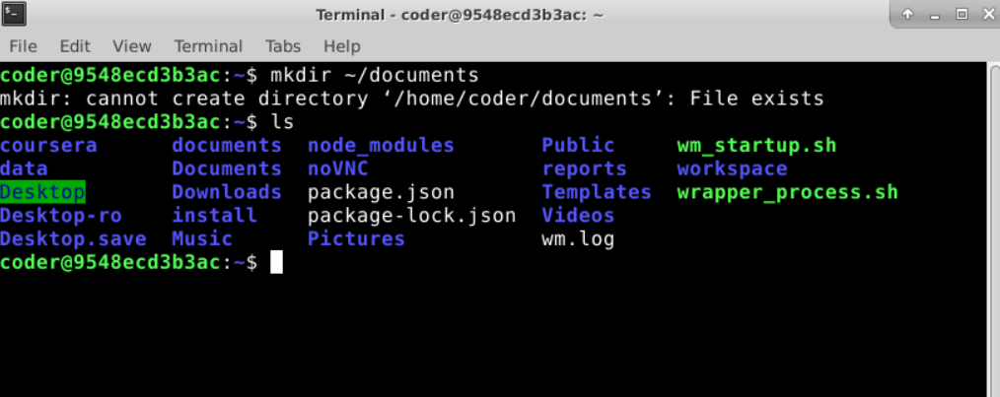 Terminal - coder@9548ecd3b3ac: ~
File Edit View Terminal Tabs Help
coder@9548ecd3b3ac:~$ mkdir ~/documents
mkdir: cannot create directory ‘/home/coder/documents’: File exists
coder@9548ecd3b3ac:~$ ls
coursera documents node_modules Public wm_startup.sh
data Documents noVNC reports workspace
Desktop Downloads package.json Templates wrapper_process.sh
Desktop-ro install package-lock.json Videos
Desktop.save Music Pictures wm.log
coder@9548ecd3b3ac:~$